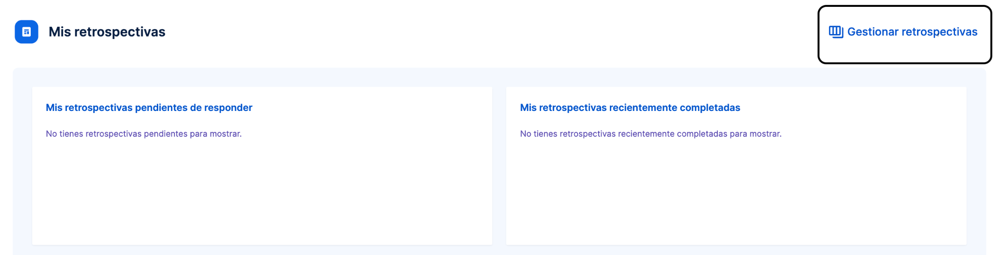 Mis retrospectivas
Gestionar retrospectivas
Mis retrospectivas pendientes de responder
No tienes retrospectivas pendientes para mostrar.
Mis retrospectivas recientemente completadas
No tienes retrospectivas recientemente completadas para mostrar.